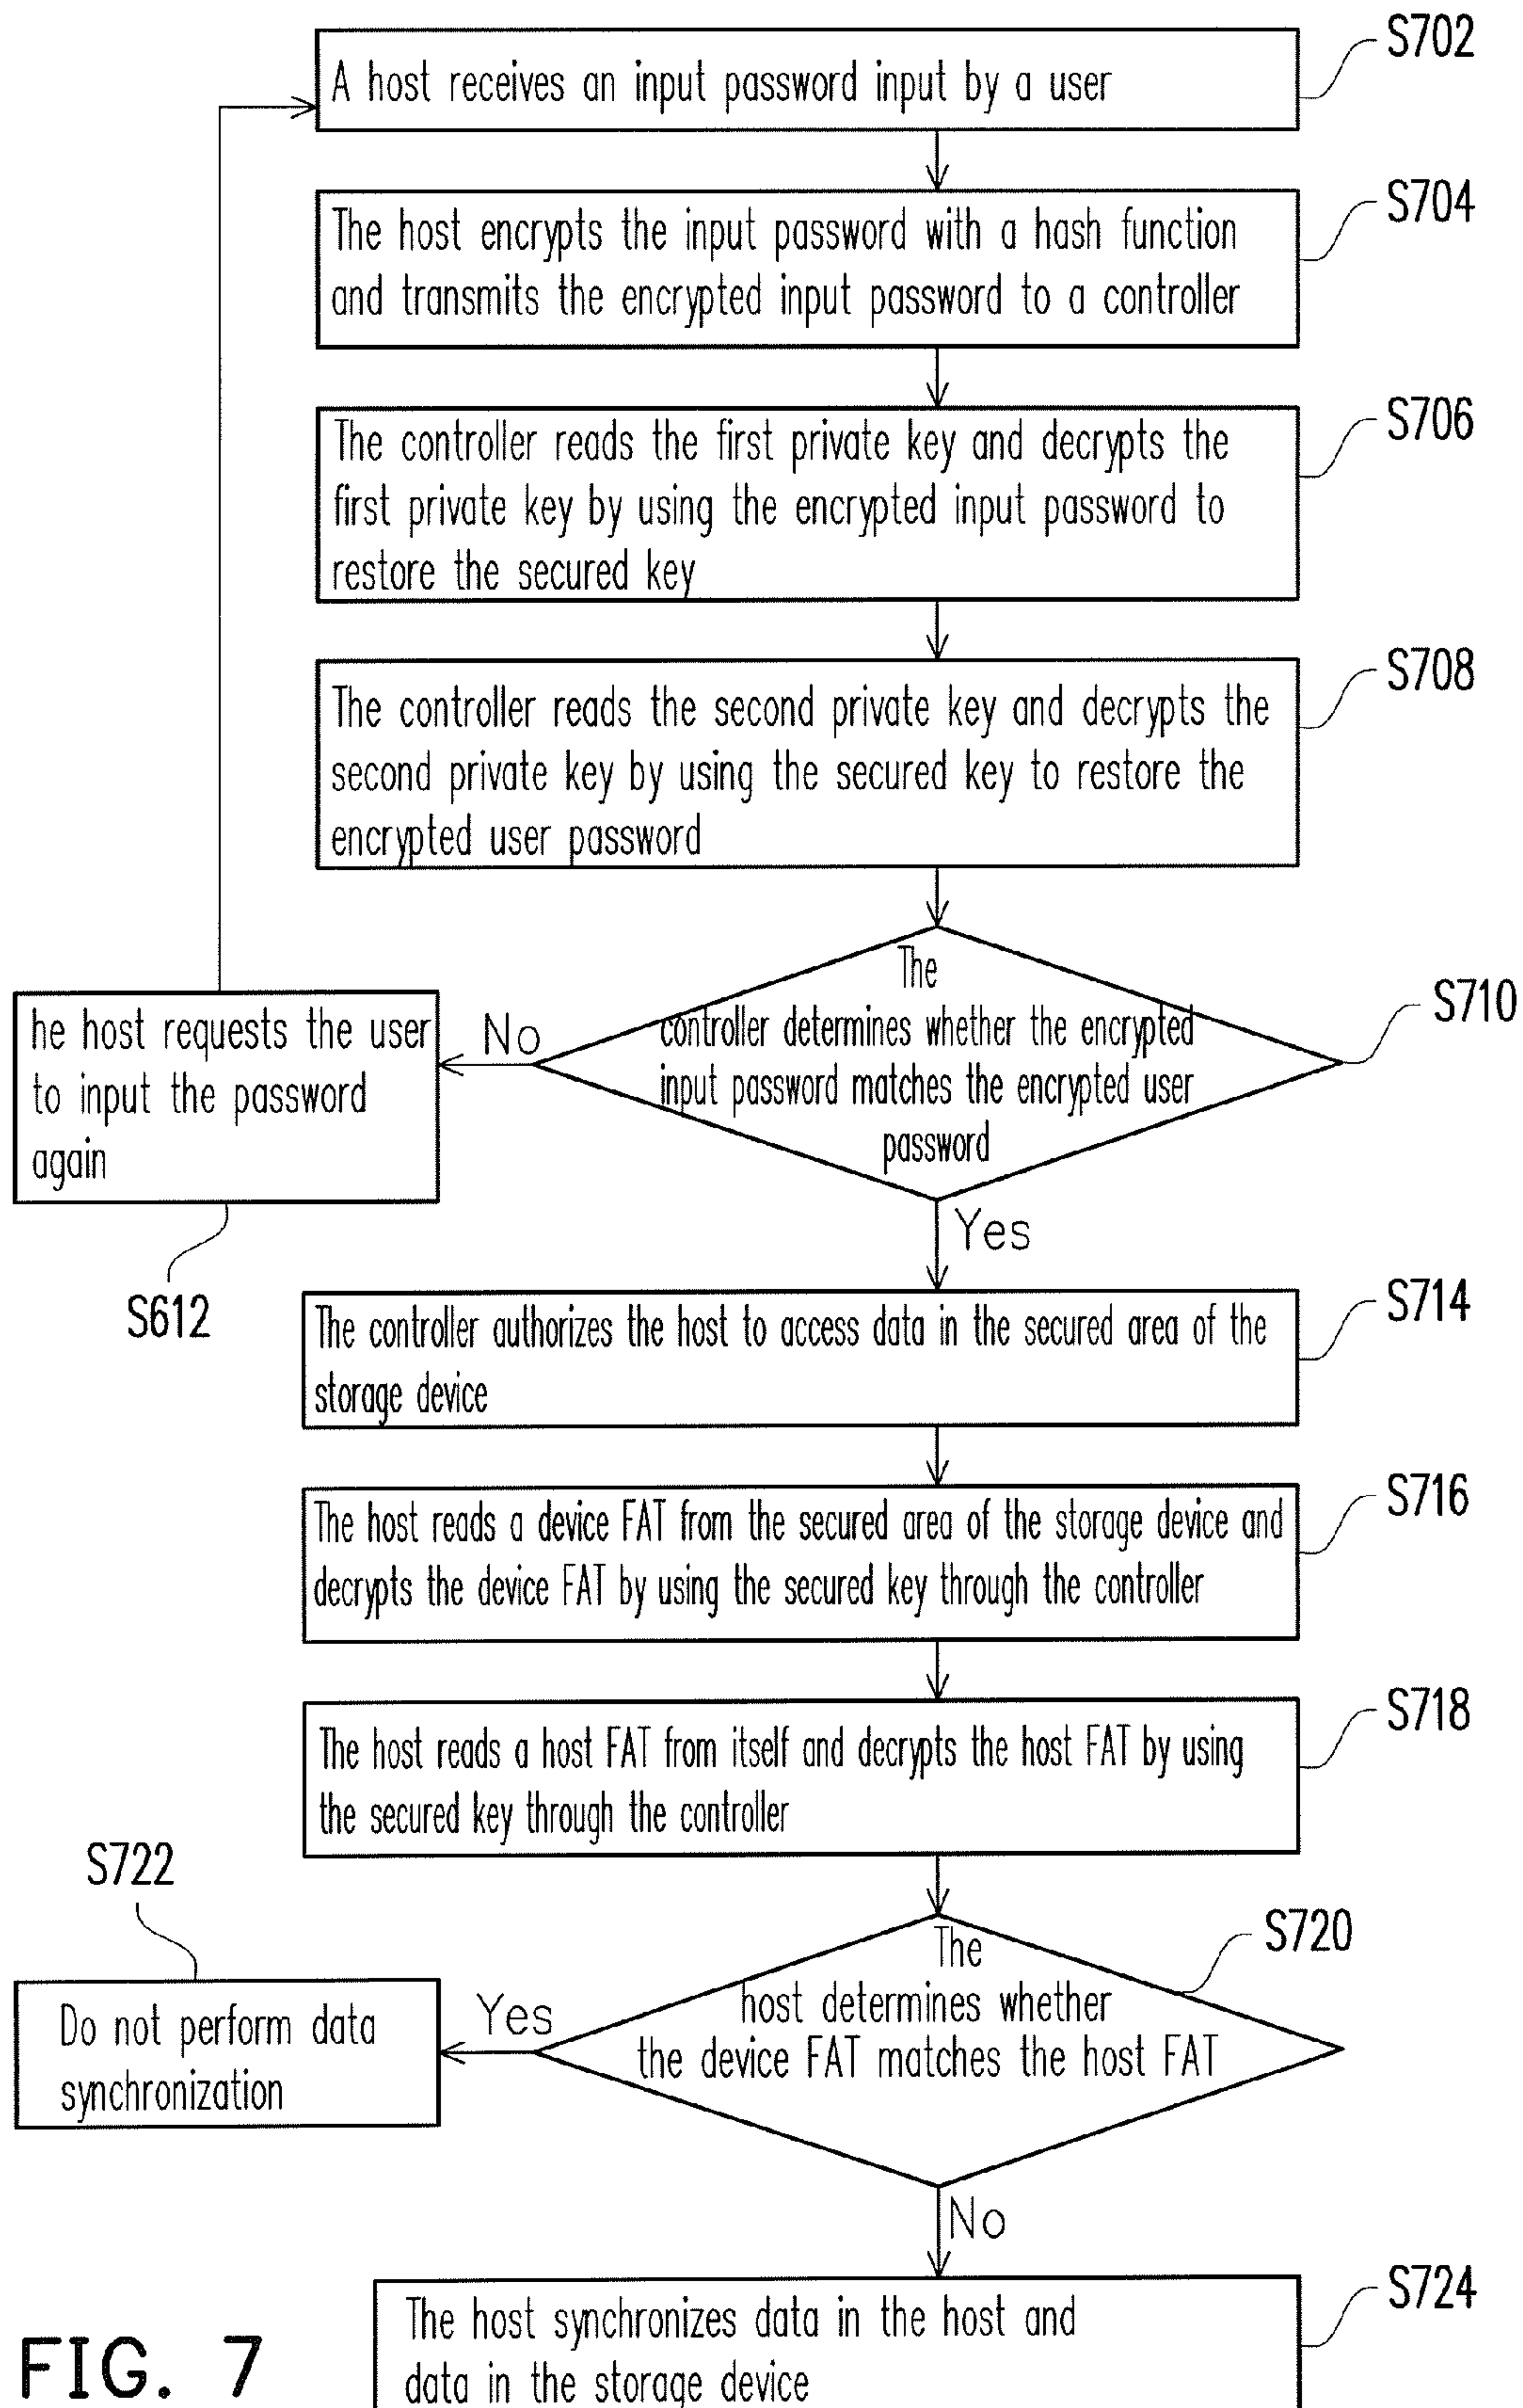 S702
A host receives an input password input by a user
S704
The host encrypts the input password with a hash function
and transmits the encrypted input password to a controller
S706
The controller reads the first private key and decrypts the
first private key by using the encrypted input password to
restore the secured key
S708
The controller reads the second private key and decrypts the
second private key by using the secured key to restore the
encrypted user password
S710
The
controller determines whether the encrypted
input password matches the encrypted user
password
No
he host requests the user
to input the password
again
S612
Yes
S714
The controller authorizes the host to access data in the secured area of the
storage device
S716
The host reads a device FAT from the secured area of the storage device and
decrypts the device FAT by using the secured key through the controller
S718
The host reads a host FAT from itself and decrypts the host FAT by using
the secured key through the controller
S720
The
host determines whether
the device FAT matches the host FAT
Yes
S722
Do not perform data
synchronization
No
S724
The host synchronizes data in the host and
data in the storage device
FIG. 7